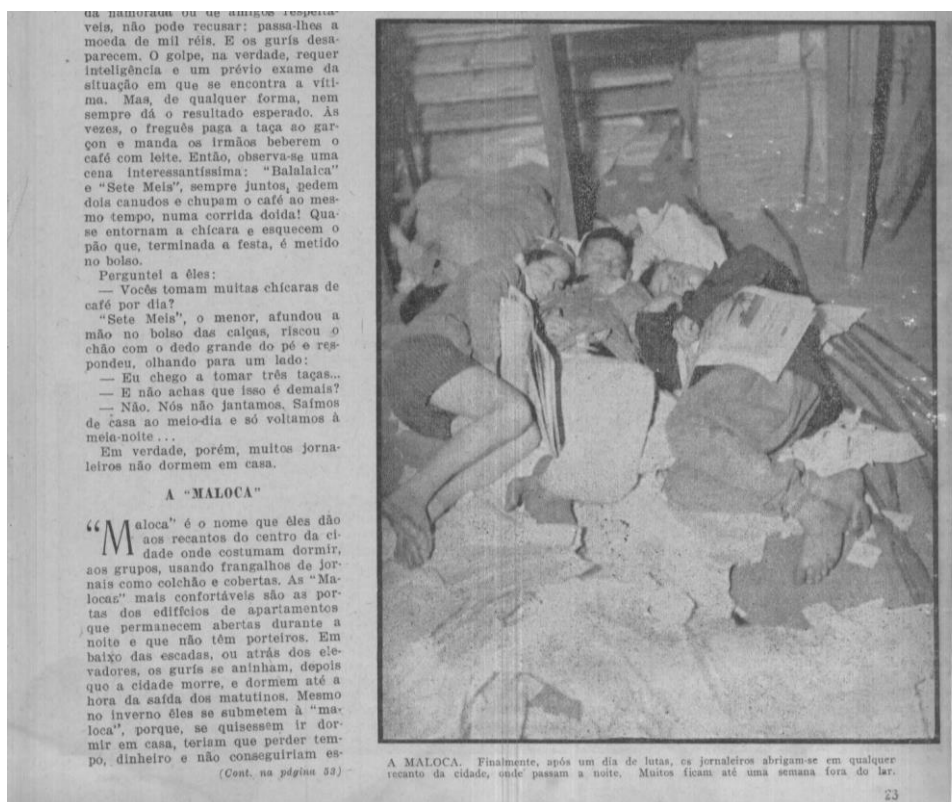 da namorada ou de amigos respeitá-
veis, não pode recusar: passa-lhes a
moeda de mil réis. E os guris desa-
parecem. O golpe, na verdade, requer
inteligência e um prévio exame da
situação em que se encontra a víti-
ma. Mas, de qualquer forma, nem
sempre dá o resultado esperado. Às
vezes, o freguês paga a taça ao gar-
çon e manda os irmãos beberem o
café com leite. Então, observa-se uma
cena interessantíssima: "Balalaica"
e "Sete Meis", sempre juntos, pedem
dois canudos e chupam o café ao mes-
mo tempo, numa corrida doida! Qua-
se entornam a chícara e esquecem o
pão que, terminada a festa, é metido
no bolso.
Perguntei a êles:
— Vocês tomam muitas chícaras de
café por dia?
"Sete Meis", o menor, afundou a
mão no bolso das calças, riscou o
chão com o dedo grande do pé e res-
pondeu, olhando para um lado:
— Eu chego a tomar três taças...
— E não achas que isso é demais?
— Não. Nós não jantamos. Saímos
de casa ao meio-dia e só voltamos à
meia-noite ...
Em verdade, porém, muitos jorna-
leiros não dormem em casa.
A "MALOCA"
"Maloca" é o nome que êles dão
aos recantos do centro da ci-
dade onde costumam dormir,
aos grupos, usando frangalhos de jor-
nais como colchão e cobertas. As "Ma-
locas" mais confortáveis são as por-
tas dos edifícios de apartamentos
que permanecem abertas durante a
noite e que não têm porteiros. Em
baixo das escadas, ou atrás dos ele-
vadores, os guris se aninham, depois
que a cidade morre, e dormem até a
hora da saída dos matutinos. Mesmo
no inverno êles se submetem à "ma-
loca", porque, se quisessem ir dor-
mir em casa, teriam que perder tem-
po, dinheiro e não conseguiriam es-
(Cont. na página 53)
A MALOCA. Finalmente, após um dia de lutas, os jornaleiros abrigam-se em qualquer
recanto da cidade, onde passam a noite. Muitos ficam até uma semana fora do lar.
23